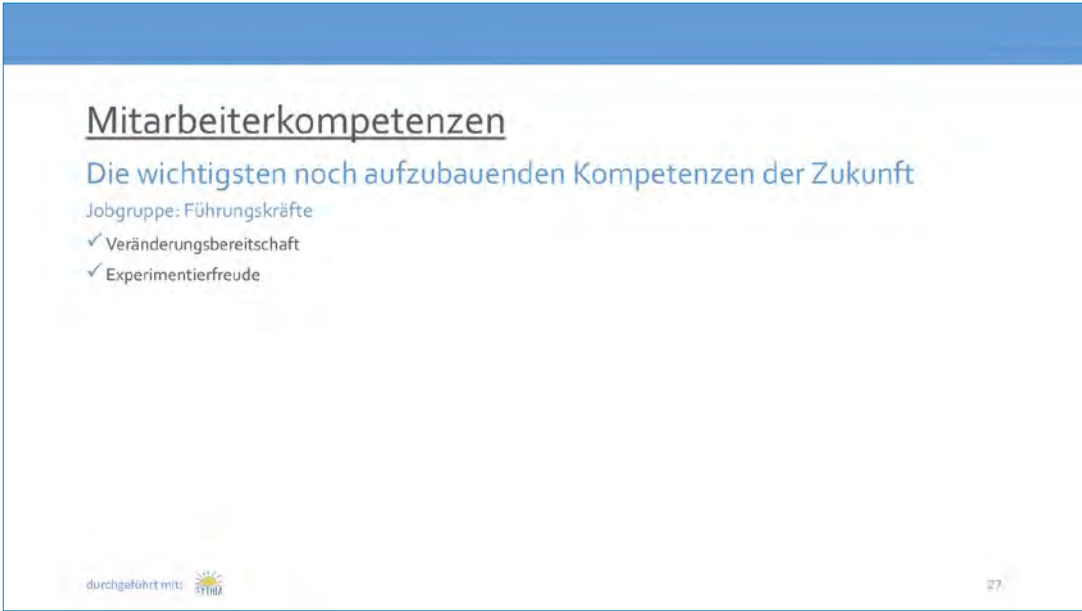 Mitarbeiterkompetenzen
Die wichtigsten noch aufzubauenden Kompetenzen der Zukunft
Jobgruppe: Führungskräfte
✓ Veränderungsbereitschaft
✓ Experimentierfreude
durchgeführt mit:
27